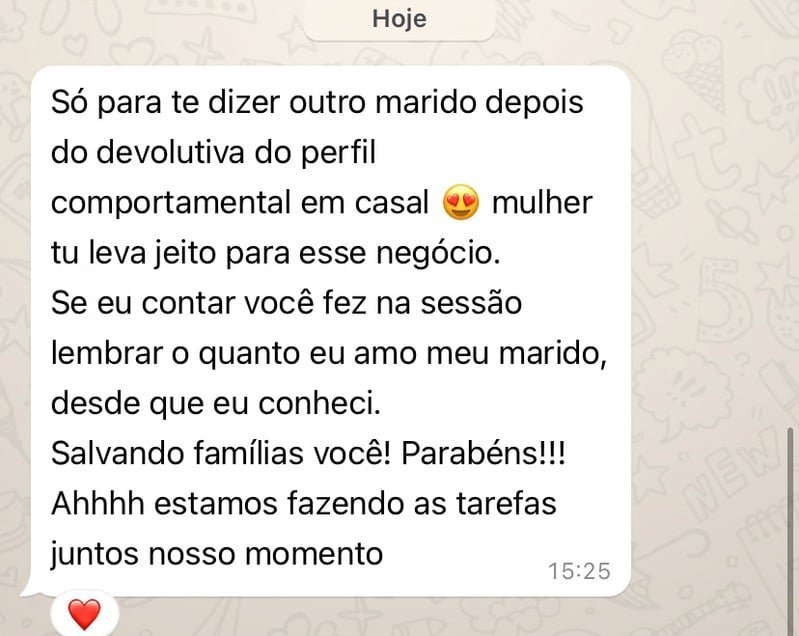 Hoje
Só para te dizer outro marido depois
do devolutiva do perfil
comportamental em casal 😍 mulher
tu leva jeito para esse negócio.
Se eu contar você fez na sessão
lembrar o quanto eu amo meu marido,
desde que eu conheci.
Salvando famílias você! Parabéns!!!
Ahhhh estamos fazendo as tarefas
juntos nosso momento
15:25
❤️
NEW